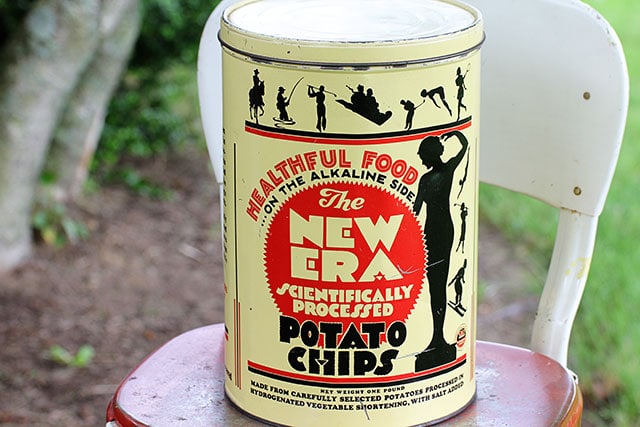 HEALTHFUL FOOD
...ON THE ALKALINE SIDE
The
NEW
ERA
SCIENTIFICALLY
PROCESSED
POTATO
CHIPS
NET WEIGHT ONE POUND
MADE FROM CAREFULLY SELECTED POTATOES PROCESSED IN
HYDROGENATED VEGETABLE SHORTENING, WITH SALT ADDED